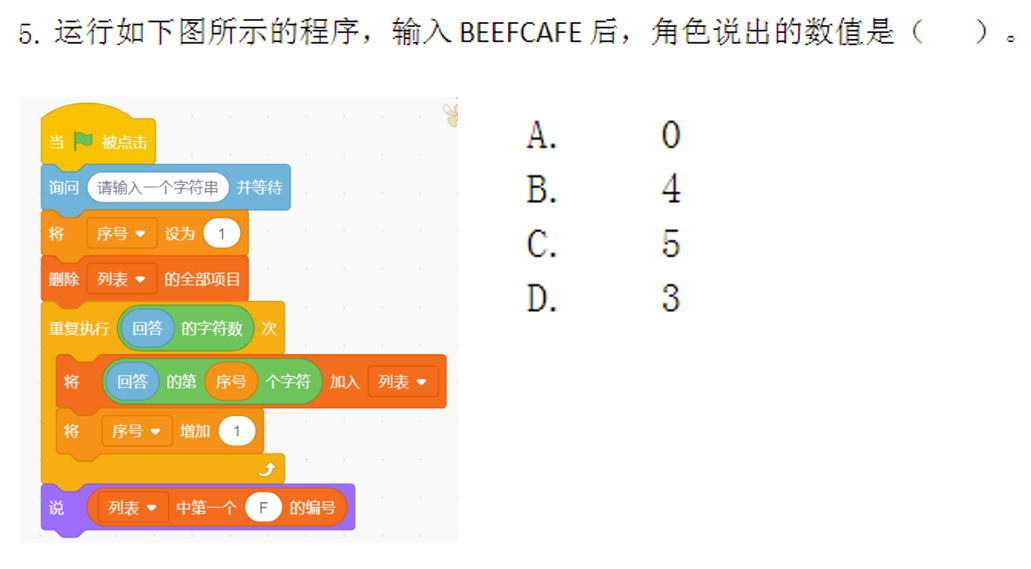 5. 运行如下图所示的程序，输入 BEEFCAFE 后，角色说出的数值是（ ）。
当 被点击
询问 请输入一个字符串 并等待
将 序号 设为 1
删除 列表 的全部项目
重复执行 回答 的字符数 次
将 回答 的第 序号 个字符 加入 列表
将 序号 增加 1
说 列表 中第一个 F 的编号
A. 0
B. 4
C. 5
D. 3